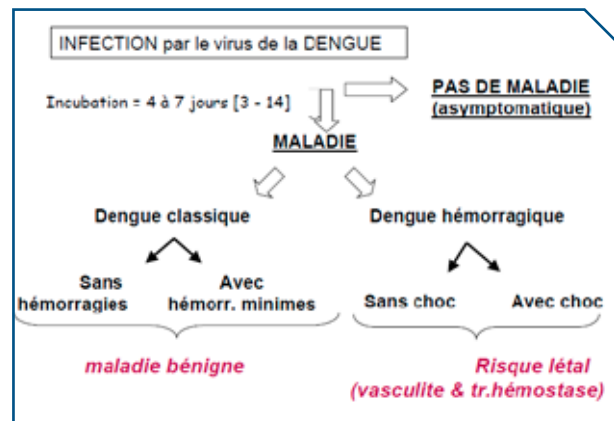 INFECTION par le virus de la DENGUE
PAS DE MALADIE
(asymptomatique)
Incubation = 4 à 7 jours [3 - 14]
MALADIE
Dengue classique
Dengue hémorragique
Sans
hémorragies
Avec
hémorr. minimes
Sans choc
Avec choc
maladie bénigne
Risque létal
(vasculite & tr.hémostase)